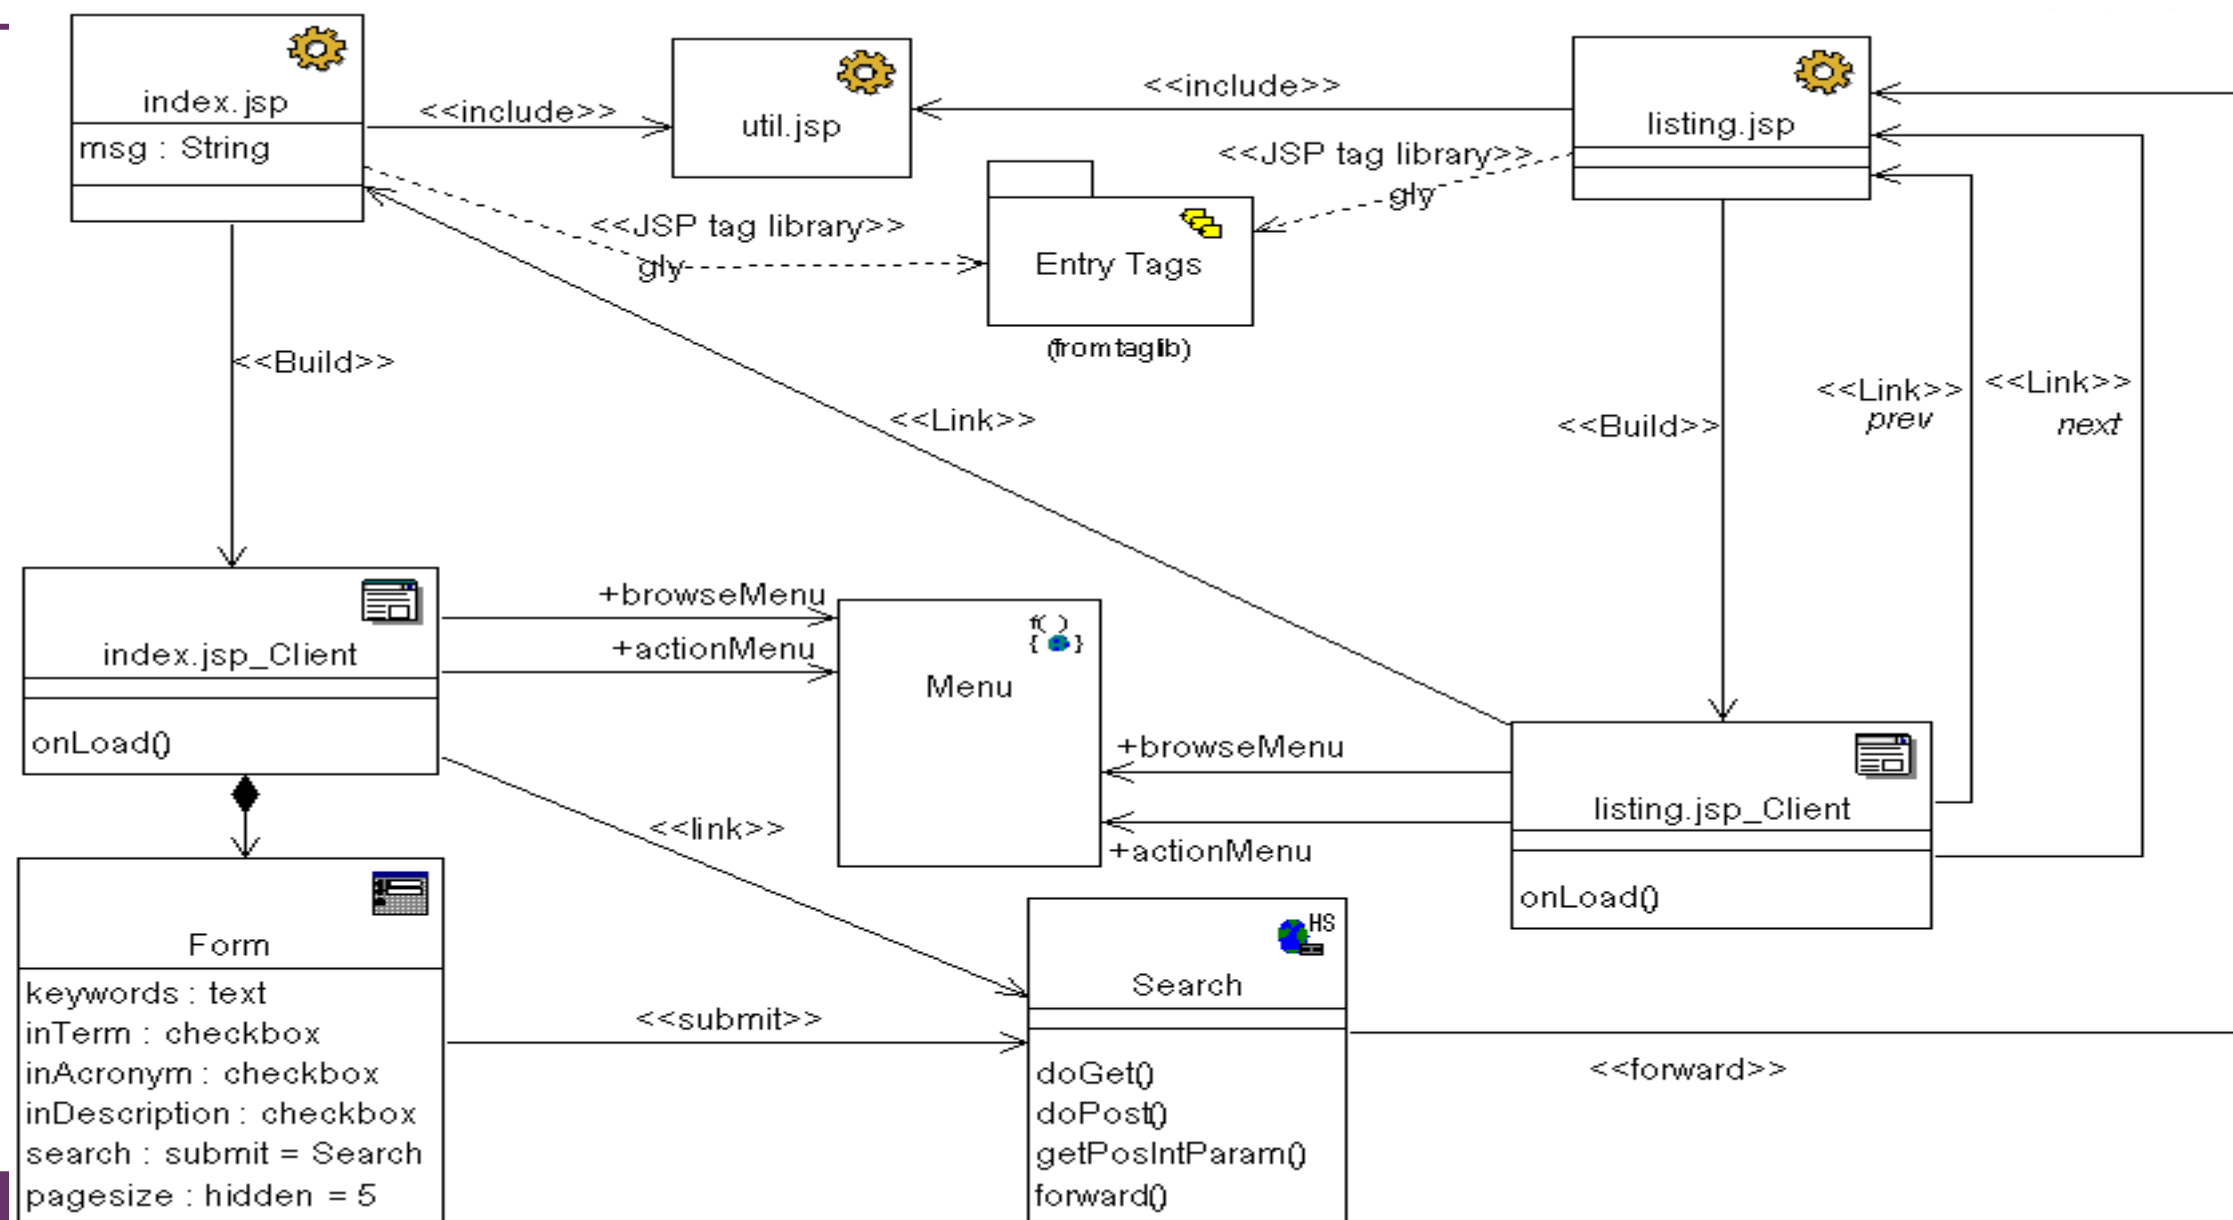 index.jsp
msg : String
<<include>>
util.jsp
<<include>>
listing.jsp
<<JSP tag library>>
gly
<<JSP tag library>>
gly
Entry Tags
(from taglib)
<<Build>>
<<Link>>
<<Build>>
<<Link>>
prev
<<Link>>
next
index.jsp_Client
onLoad()
+browseMenu
+actionMenu
f( )
{ }
Menu
+browseMenu
+actionMenu
listing.jsp_Client
onLoad()
<<link>>
Form
keywords : text
inTerm : checkbox
inAcronym : checkbox
inDescription : checkbox
search : submit = Search
pagesize : hidden = 5
<<submit>>
HS
Search
doGet()
doPost()
getPosIntParam()
forward()
<<forward>>